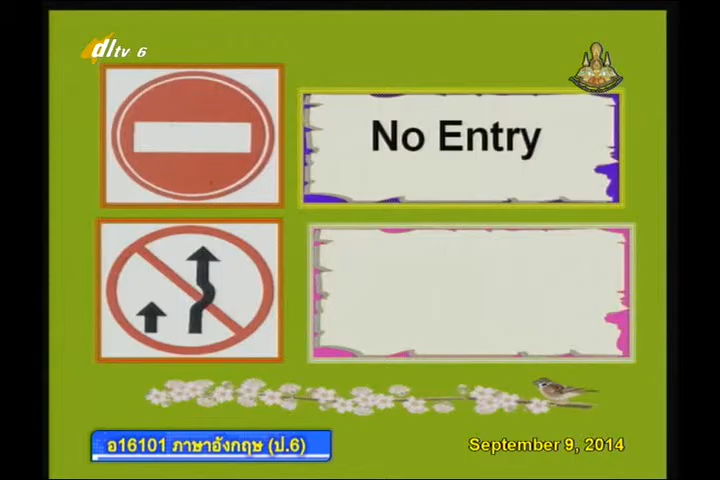 dltv 6
No Entry
อ16101 ภาษาอังกฤษ (ป.6)
September 9, 2014